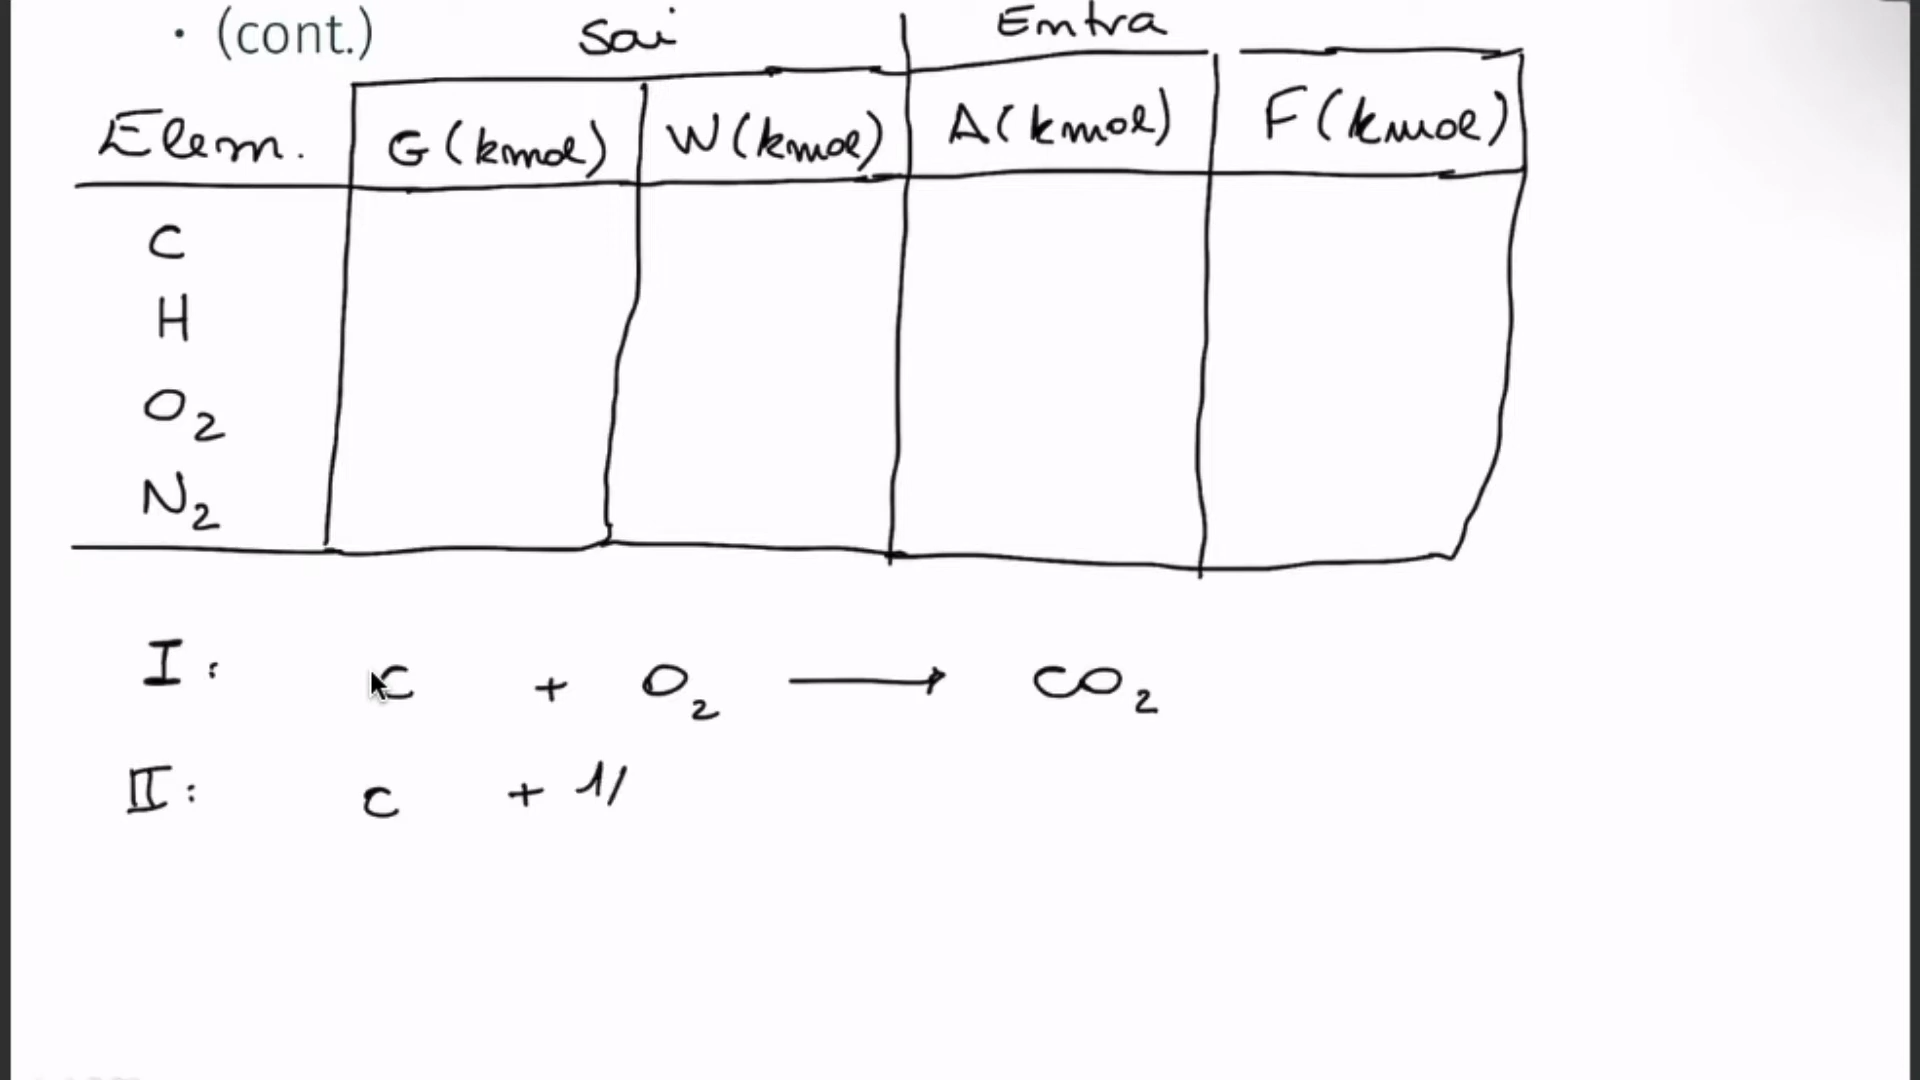 • (cont.) Sai Entra
Elem. G (kmol) W (kmol) A (kmol) F (kmol)
C
H
O2
N2
I: C + O2 → CO2
II: C + 1/